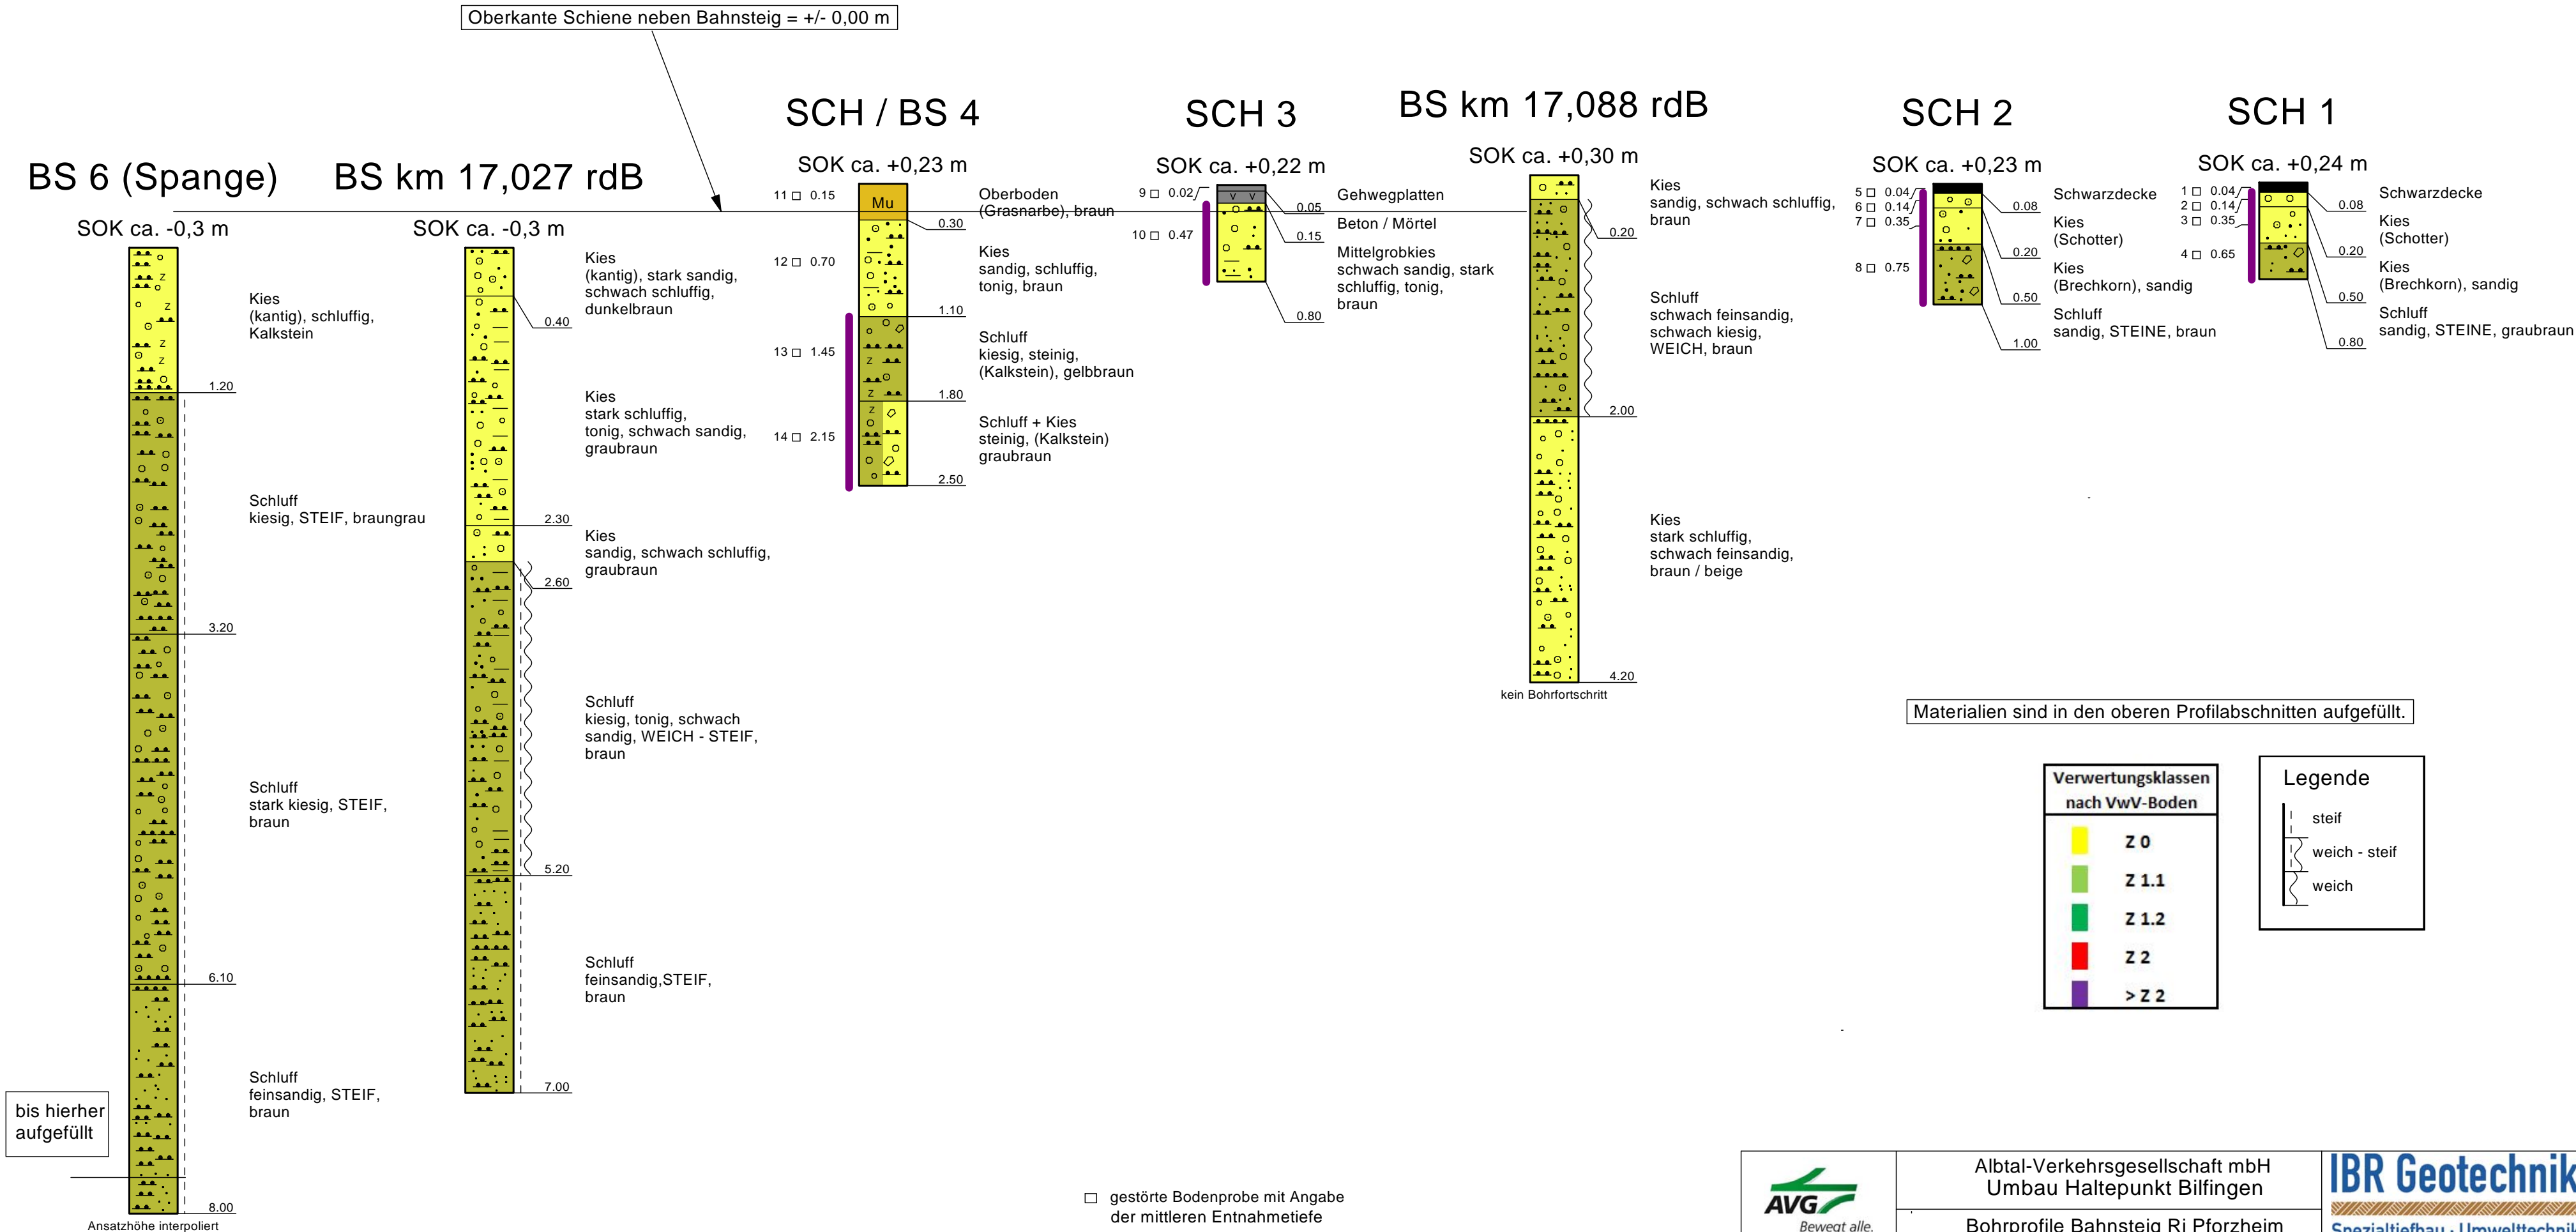 Oberkante Schiene neben Bahnsteig = +/- 0,00 m
BS 6 (Spange)
SOK ca. -0,3 m
Kies
(kantig), schluffig,
Kalkstein
1.20
Schluff
kiesig, STEIF, braungrau
3.20
Schluff
stark kiesig, STEIF,
braun
6.10
Schluff
feinsandig, STEIF,
braun
bis hierher
aufgefüllt
8.00
Ansatzhöhe interpoliert
BS km 17,027 rdB
SOK ca. -0,3 m
Kies
(kantig), stark sandig,
schwach schluffig,
dunkelbraun
0.40
Kies
stark schluffig,
tonig, schwach sandig,
graubraun
2.30
Kies
sandig, schwach schluffig,
graubraun
2.60
Schluff
kiesig, tonig, schwach
sandig, WEICH - STEIF,
braun
5.20
Schluff
feinsandig,STEIF,
braun
7.00
SCH / BS 4
SOK ca. +0,23 m
11 0.15
Mu
Oberboden
(Grasnarbe), braun
0.30
12 0.70
Kies
sandig, schluffig,
tonig, braun
1.10
13 1.45
Schluff
kiesig, steinig,
(Kalkstein), gelbbraun
1.80
14 2.15
Schluff + Kies
steinig, (Kalkstein)
graubraun
2.50
SCH 3
SOK ca. +0,22 m
9 0.02
Gehwegplatten
0.05
Beton / Mörtel
10 0.47
0.15
Mittelgrobkies
schwach sandig, stark
schluffig, tonig,
braun
0.80
BS km 17,088 rdB
SOK ca. +0,30 m
Kies
sandig, schwach schluffig,
braun
0.20
Schluff
schwach feinsandig,
schwach kiesig,
WEICH, braun
2.00
Kies
stark schluffig,
schwach feinsandig,
braun / beige
4.20
kein Bohrfortschritt
SCH 2
SOK ca. +0,23 m
5 0.04
6 0.14
7 0.35
8 0.75
Schwarzdecke
0.08
Kies
(Schotter)
0.20
Kies
(Brechkorn), sandig
0.50
Schluff
sandig, STEINE, braun
1.00
SCH 1
SOK ca. +0,24 m
1 0.04
2 0.14
3 0.35
4 0.65
Schwarzdecke
0.08
Kies
(Schotter)
0.20
Kies
(Brechkorn), sandig
0.50
Schluff
sandig, STEINE, graubraun
0.80
Materialien sind in den oberen Profilabschnitten aufgefüllt.
Verwertungsklassen
nach VwV-Boden
Z 0
Z 1.1
Z 1.2
Z 2
> Z 2
Legende
steif
weich - steif
weich
gestörte Bodenprobe mit Angabe
der mittleren Entnahmetiefe
AVG
Bewegt alle.
Albtal-Verkehrsgesellschaft mbH
Umbau Haltepunkt Bilfingen
Bohrprofile Bahnsteig Ri Pforzheim
IBR Geotechnik
Spezialtiefbau · Umwelttechnik